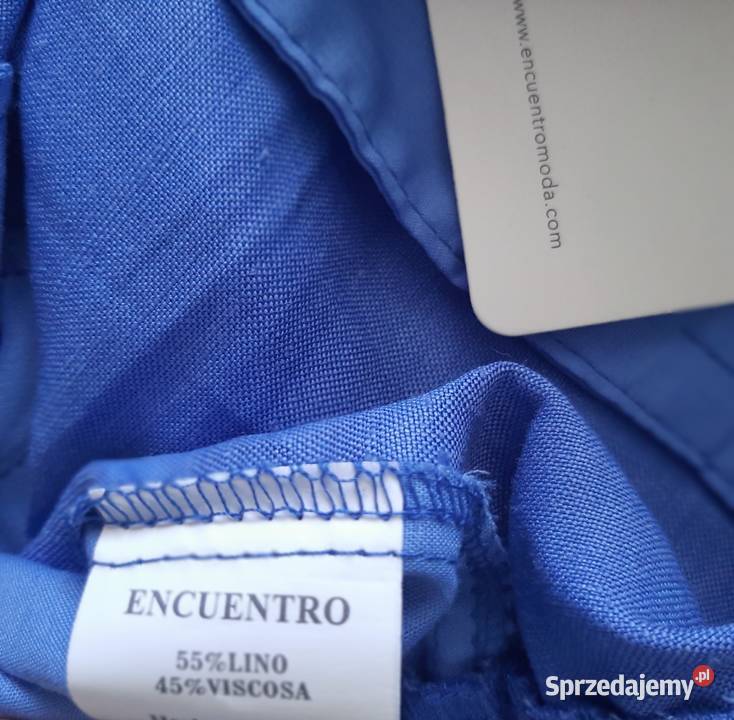 www.encuentromoda.com
ENCUENTRO
55%LINO
45%VISCOSA
Sprzedajemy.pl